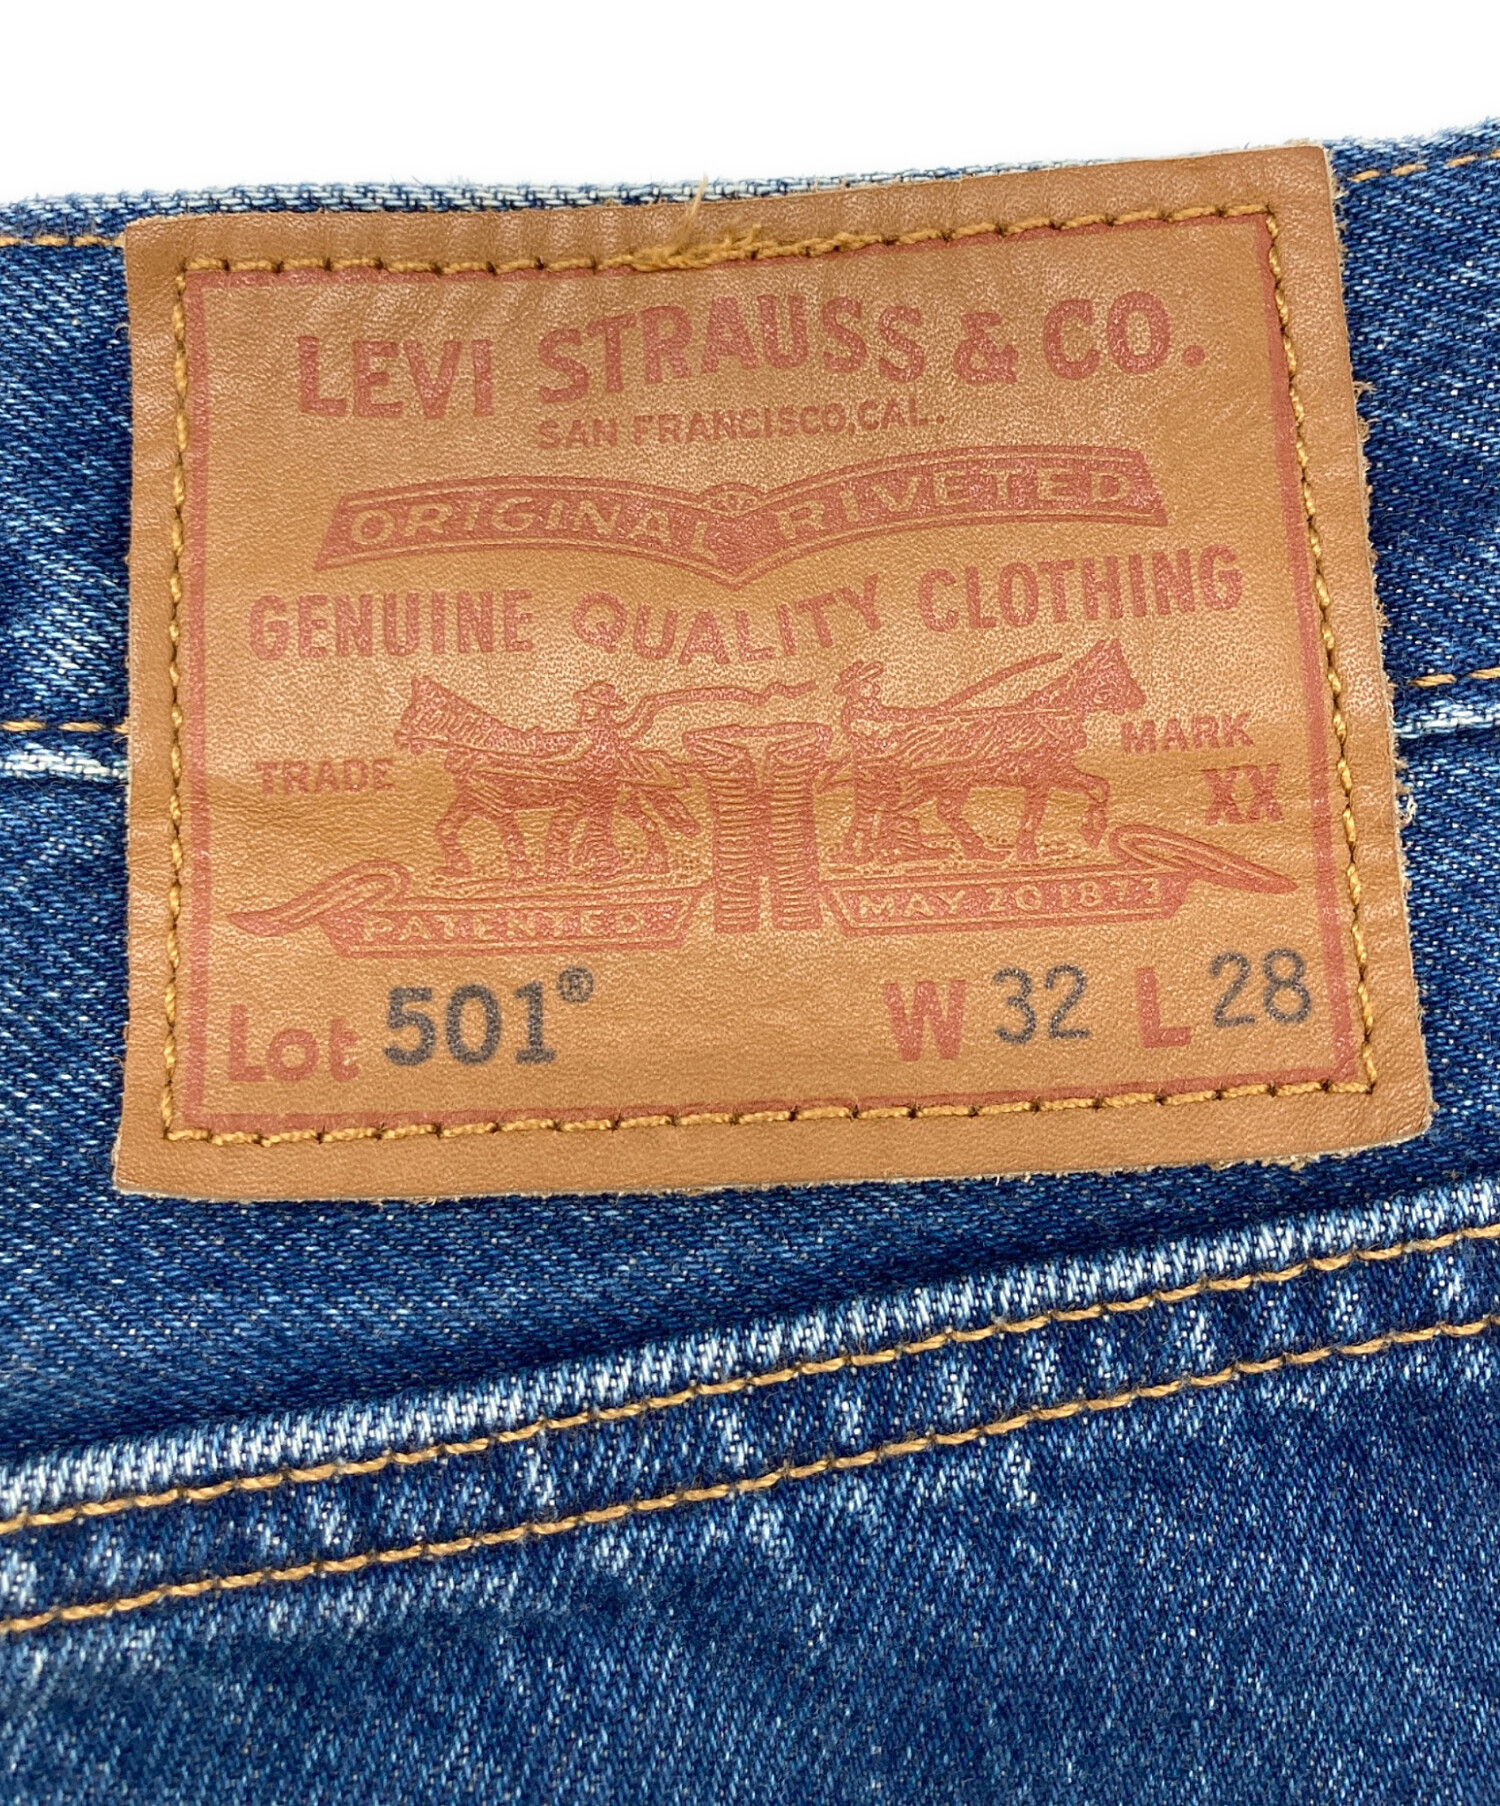 LEVI STRAUSS & CO.
SAN FRANCISCO, CAL.
ORIGINAL RIVETED
GENUINE QUALITY CLOTHING
TRADE MARK
XX
PATENTED MAY 20 1873
Lot 501® W 32 L 28